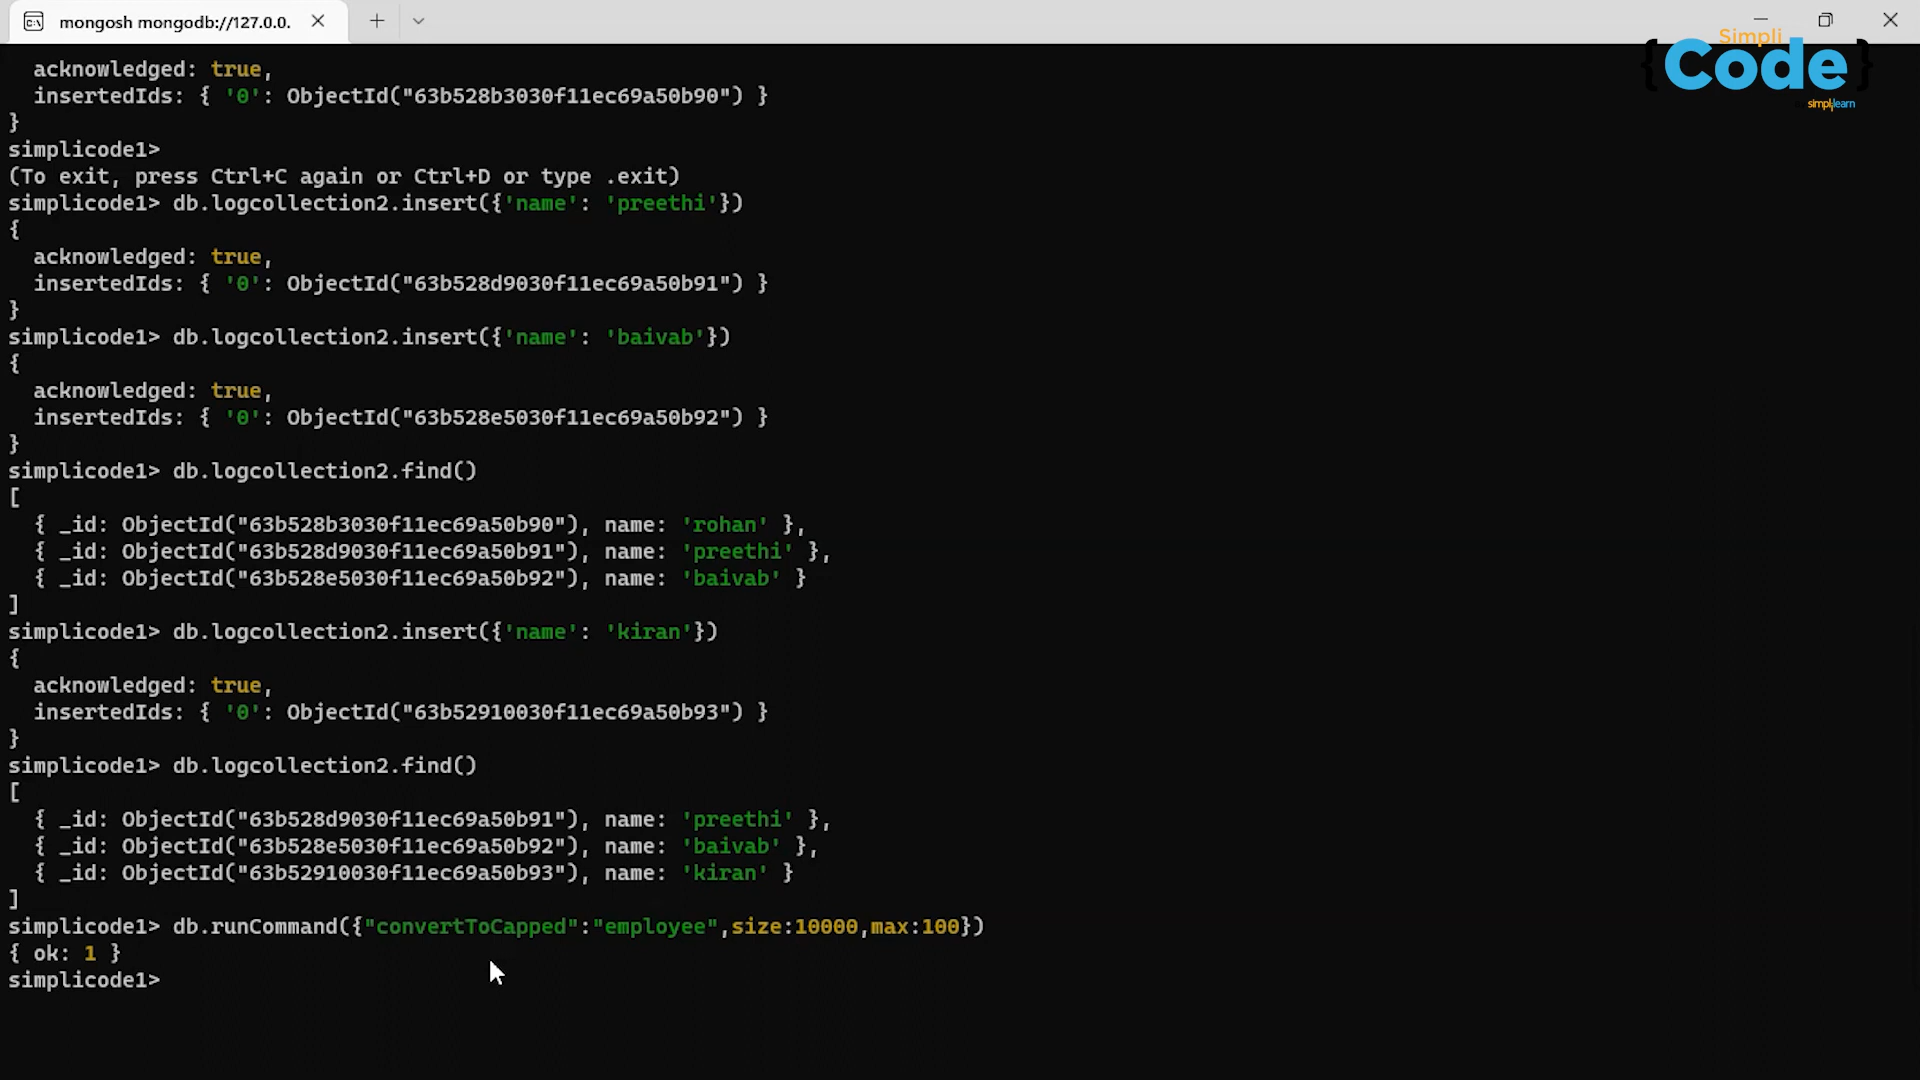 mongosh mongodb://127.0.0.
Simpli
{Code}
simplilearn
acknowledged: true,
insertedIds: { '0': ObjectId("63b528b3030f11ec69a50b90") }
}
simplicode1>
(To exit, press Ctrl+C again or Ctrl+D or type .exit)
simplicode1> db.logcollection2.insert({'name': 'preethi'})
{
acknowledged: true,
insertedIds: { '0': ObjectId("63b528d9030f11ec69a50b91") }
}
simplicode1> db.logcollection2.insert({'name': 'baivab'})
{
acknowledged: true,
insertedIds: { '0': ObjectId("63b528e5030f11ec69a50b92") }
}
simplicode1> db.logcollection2.find()
[
{ _id: ObjectId("63b528b3030f11ec69a50b90"), name: 'rohan' },
{ _id: ObjectId("63b528d9030f11ec69a50b91"), name: 'preethi' },
{ _id: ObjectId("63b528e5030f11ec69a50b92"), name: 'baivab' }
]
simplicode1> db.logcollection2.insert({'name': 'kiran'})
{
acknowledged: true,
insertedIds: { '0': ObjectId("63b52910030f11ec69a50b93") }
}
simplicode1> db.logcollection2.find()
[
{ _id: ObjectId("63b528d9030f11ec69a50b91"), name: 'preethi' },
{ _id: ObjectId("63b528e5030f11ec69a50b92"), name: 'baivab' },
{ _id: ObjectId("63b52910030f11ec69a50b93"), name: 'kiran' }
]
simplicode1> db.runCommand({"convertToCapped":"employee",size:10000,max:100})
{ ok: 1 }
simplicode1>